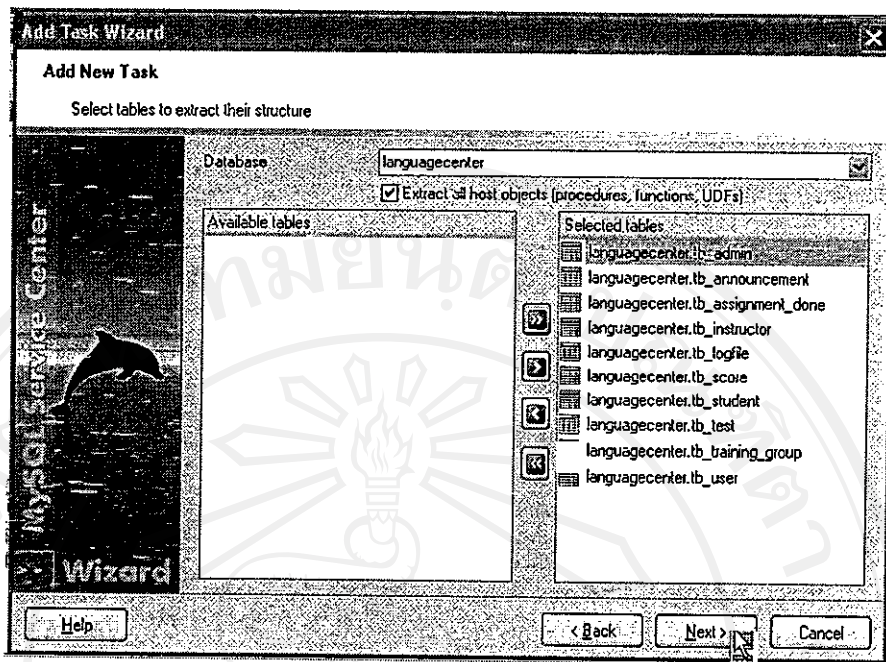 Add Task Wizard
Add New Task
Select tables to extract their structure
MySQL Service Center
Wizard
Database
languagecenter
Extract all host objects (procedures, functions, UDFs)
Available tables
Selected tables
languagecenter.tb_admin
languagecenter.tb_announcement
languagecenter.tb_assignment_done
languagecenter.tb_instructor
languagecenter.tb_logfile
languagecenter.tb_score
languagecenter.tb_student
languagecenter.tb_test
languagecenter.tb_training_group
languagecenter.tb_user
Help
< Back
Next >
Cancel